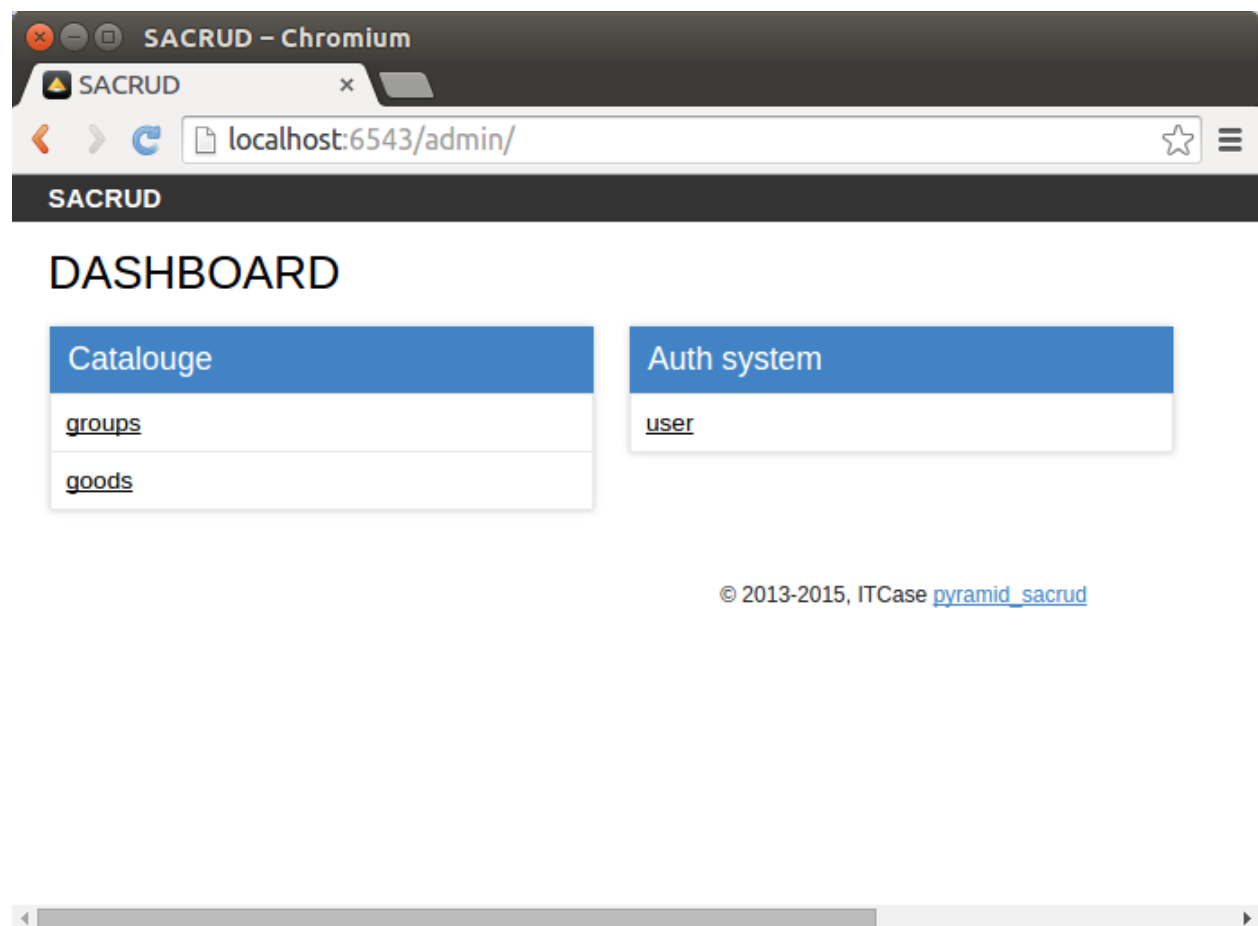 SACRUD – Chromium
SACRUD
localhost:6543/admin/
SACRUD
DASHBOARD
Catalouge
groups
goods
Auth system
user
© 2013-2015, ITCase pyramid_sacrud